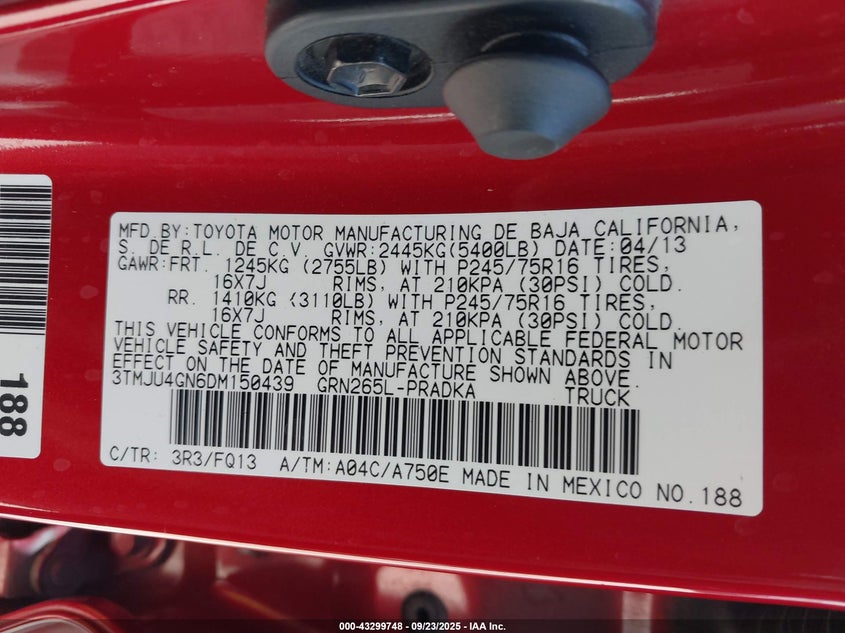 MFD.BY:TOYOTA MOTOR MANUFACTURING DE BAJA CALIFORNIA,
S. DE R.L. DE C.V. GVWR:2445KG(5400LB) DATE:04/13
GAWR:FRT. 1245KG (2755LB) WITH P245/75R16 TIRES,
16X7J RIMS, AT 210KPA (30PSI) COLD.
RR. 1410KG (3110LB) WITH P245/75R16 TIRES,
16X7J RIMS, AT 210KPA (30PSI) COLD.
THIS VEHICLE CONFORMS TO ALL APPLICABLE FEDERAL MOTOR
VEHICLE SAFETY AND THEFT PREVENTION STANDARDS IN
EFFECT ON THE DATE OF MANUFACTURE SHOWN ABOVE.
3TMJU4GN6DM150439 GRN265L-PRADKA TRUCK
C/TR: 3R3/FQ13 A/TM:A04C/A750E MADE IN MEXICO NO.188
188
000-43299748 - 09/23/2025 - IAA Inc.